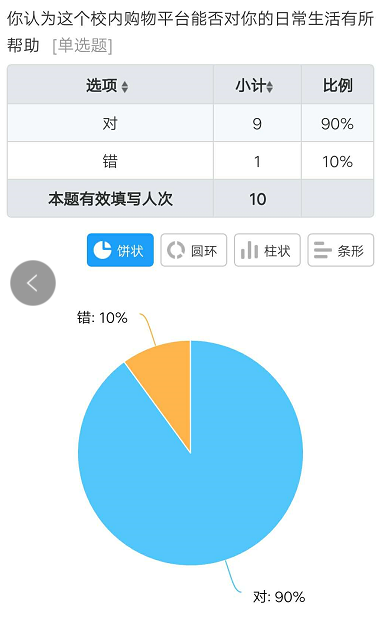 你认为这个校内购物平台能否对你的日常生活有所
帮助 [单选题]
选项 小计 比例
对 9 90%
错 1 10%
本题有效填写人次 10
饼状 圆环 柱状 条形
错: 10%
对: 90%